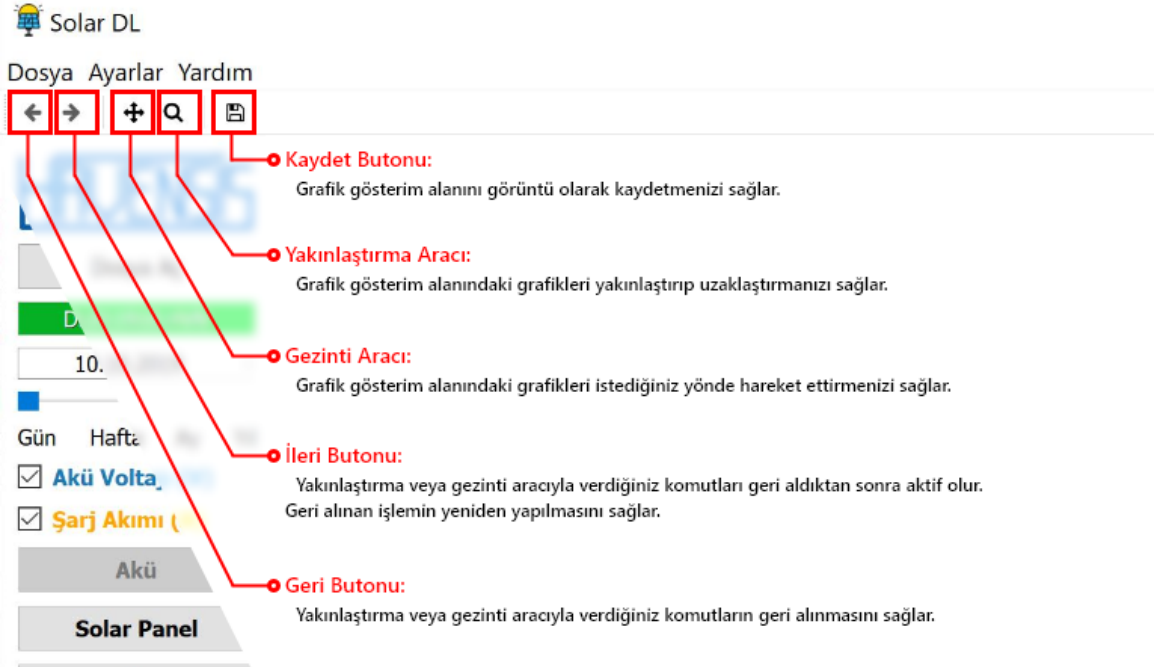 Solar DL
Dosya Ayarlar Yardım
Kaydet Butonu:
Grafik gösterim alanını görüntü olarak kaydetmenizi sağlar.
Yakınlaştırma Aracı:
Grafik gösterim alanındaki grafikleri yakınlaştırıp uzaklaştırmanızı sağlar.
10.
Gezinti Aracı:
Grafik gösterim alanındaki grafikleri istediğiniz yönde hareket ettirmenizi sağlar.
Gün Hafta
İleri Butonu:
Akü
Yakınlaştırma veya gezinti aracıyla verdiğiniz komutları geri aldıktan sonra aktif olur.
Geri alınan işlemin yeniden yapılmasını sağlar.
Şarj Akımı (
Akü
Geri Butonu:
Yakınlaştırma veya gezinti aracıyla verdiğiniz komutların geri alınmasını sağlar.
Solar Panel